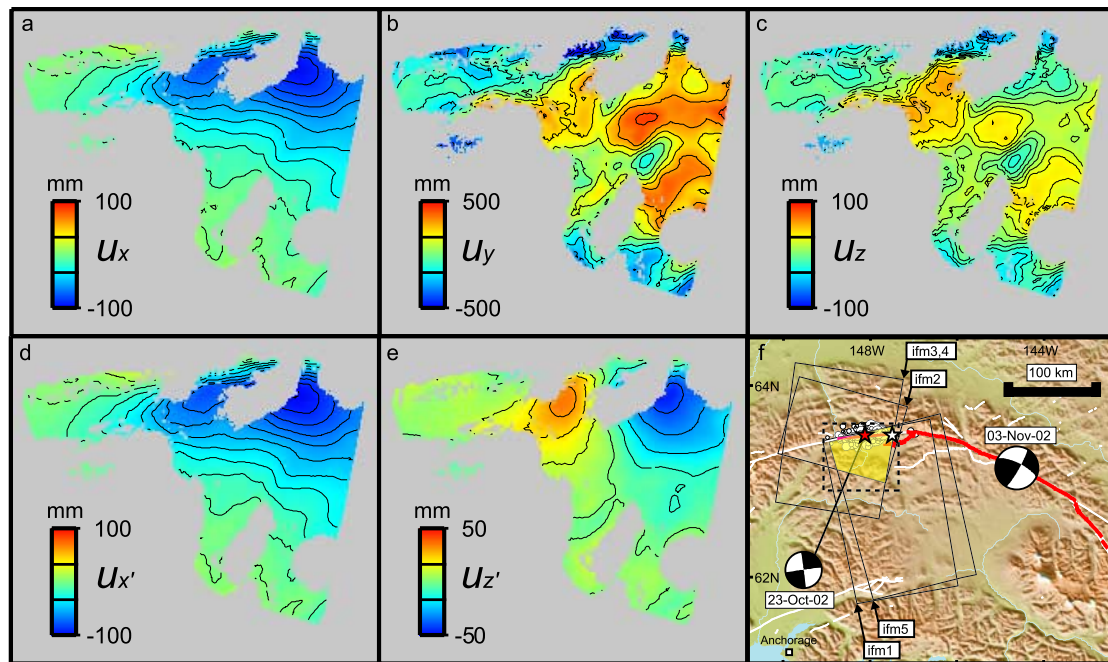 a
mm
100
ux
-100
b
mm
500
uy
-500
c
mm
100
uz
-100
d
mm
100
ux'
-100
e
mm
50
uz'
-50
f
148W
ifm3,4
144W
ifm2
100 km
64N
03-Nov-02
62N
23-Oct-02
ifm5
ifm1
Anchorage